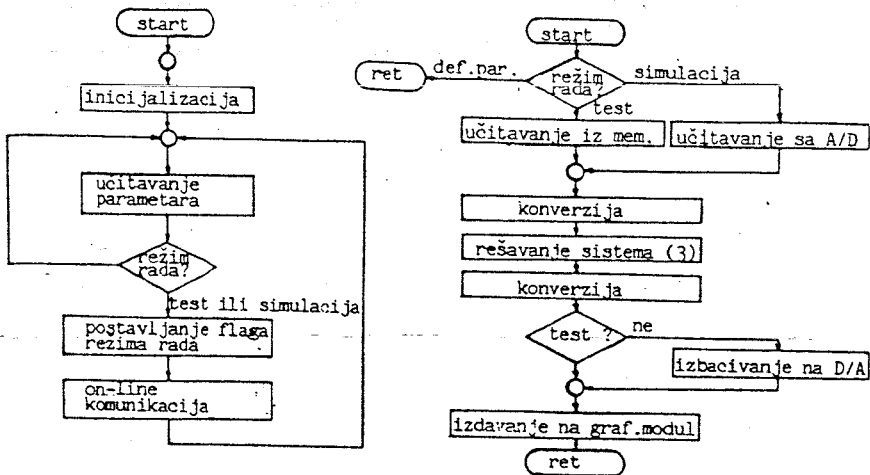 start
inicijalizacija
učitavanje
parametara
režim
rada?
test ili simulacija
postavljanje flaga
rezima rada
on-line
komunikacija
start
ret
def.par.
režim
rada?
simulacija
test
učitavanje iz mem.
učitavanje sa A/D
konverzija
rešavanje sistema (3)
konverzija
test ?
ne
izbacivanje na D/A
izdavanje na graf.modul
ret